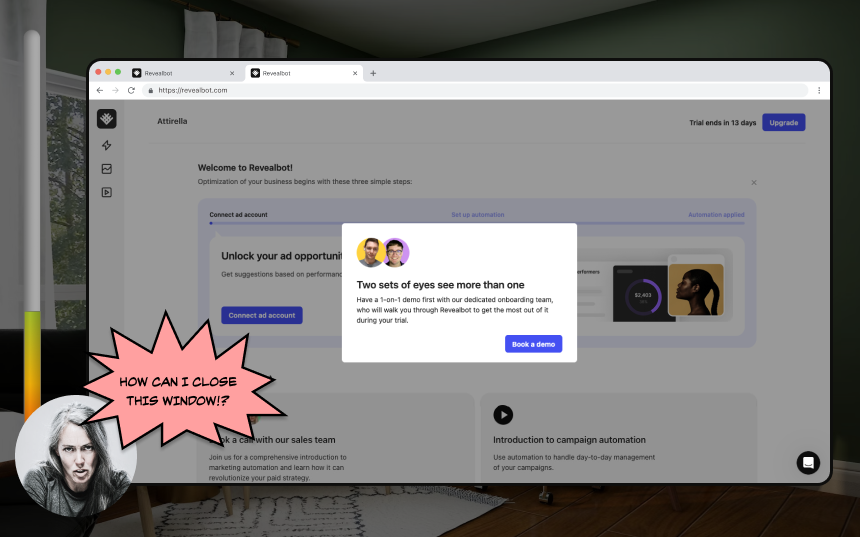 Revealbot
Revealbot
https://revealbot.com
Attirella
Trial ends in 13 days
Upgrade
Welcome to Revealbot!
Optimization of your business begins with these three simple steps:
Connect ad account
Set up automation
Automation applied
Unlock your ad opportunit
Get suggestions based on performanc
Connect ad account
erformers
$2,403
Two sets of eyes see more than one
Have a 1-on-1 demo first with our dedicated onboarding team,
who will walk you through Revealbot to get the most out of it
during your trial.
Book a demo
HOW CAN I CLOSE
THIS WINDOW!?
k a call with our sales team
Join us for a comprehensive introduction to
marketing automation and learn how it can
revolutionize your paid strategy.
Introduction to campaign automation
Use automation to handle day-to-day management
of your campaigns.